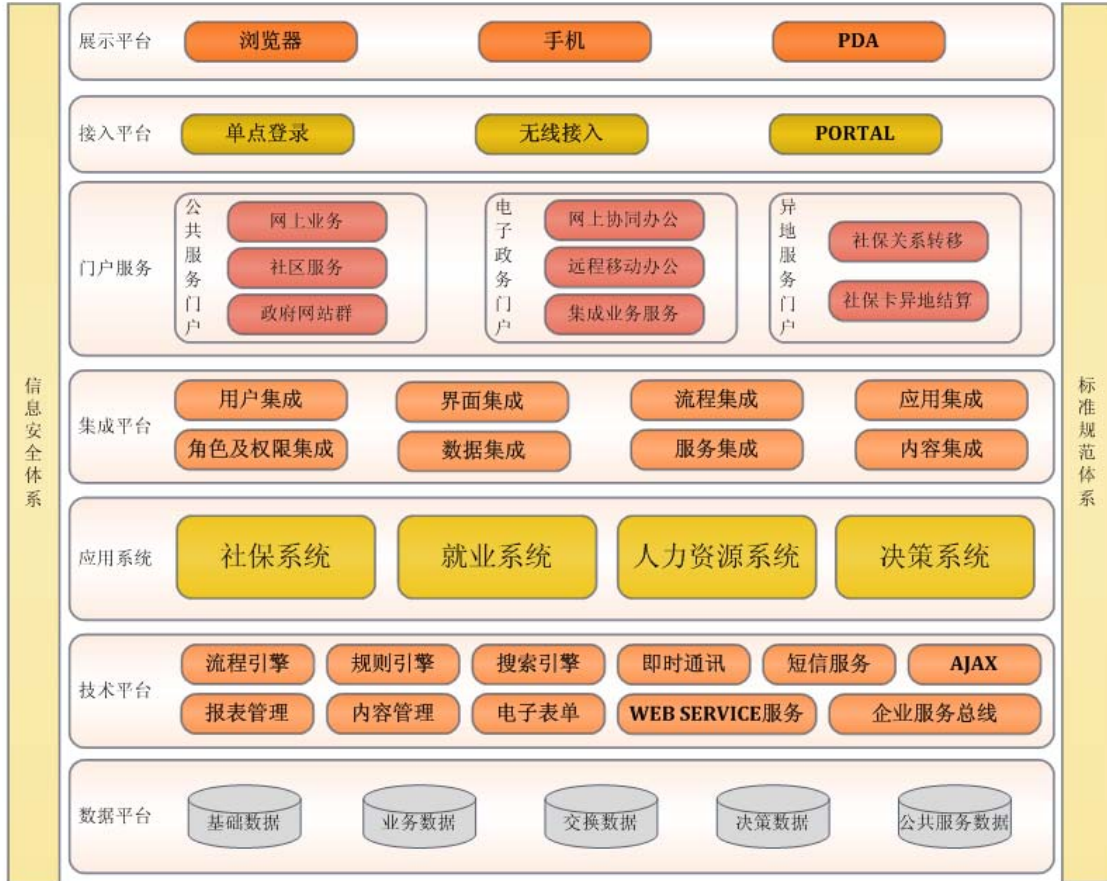 信息安全体系
展示平台
浏览器
手机
PDA
接入平台
单点登录
无线接入
PORTAL
门户服务
公共服务门户
网上业务
社区服务
政府网站群
电子政务门户
网上协同办公
远程移动办公
集成业务服务
异地服务门户
社保关系转移
社保卡异地结算
集成平台
用户集成
界面集成
流程集成
应用集成
角色及权限集成
数据集成
服务集成
内容集成
应用系统
社保系统
就业系统
人力资源系统
决策系统
技术平台
流程引擎
规则引擎
搜索引擎
即时通讯
短信服务
AJAX
报表管理
内容管理
电子表单
WEB SERVICE服务
企业服务总线
数据平台
基础数据
业务数据
交换数据
决策数据
公共服务数据
标准规范体系